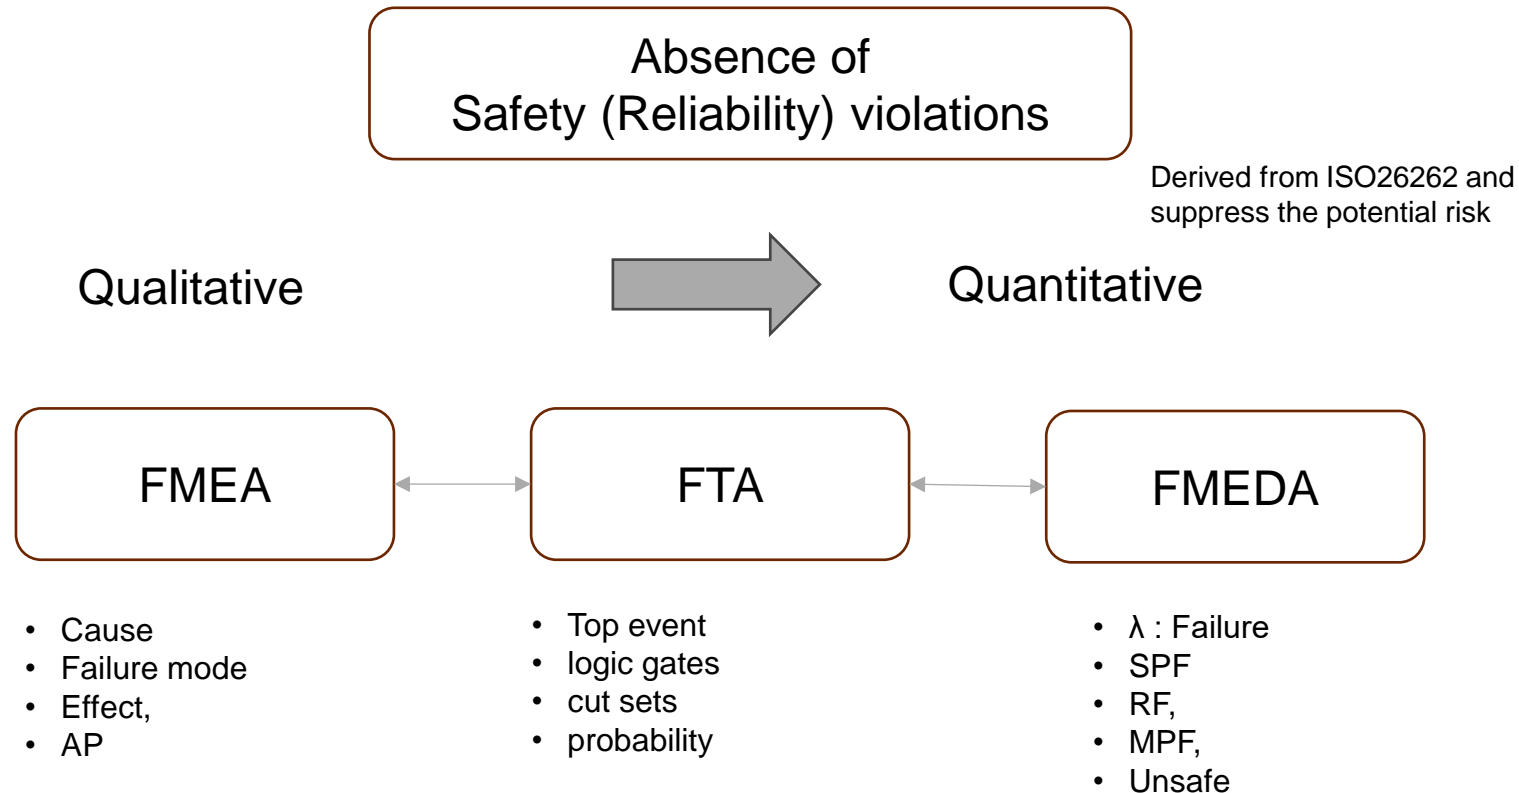 Absence of
Safety (Reliability) violations
Derived from ISO26262 and
suppress the potential risk
Qualitative
Quantitative
FMEA
FTA
FMEDA
• Cause
• Failure mode
• Effect,
• AP
• Top event
• logic gates
• cut sets
• probability
• λ : Failure
• SPF
• RF,
• MPF,
• Unsafe